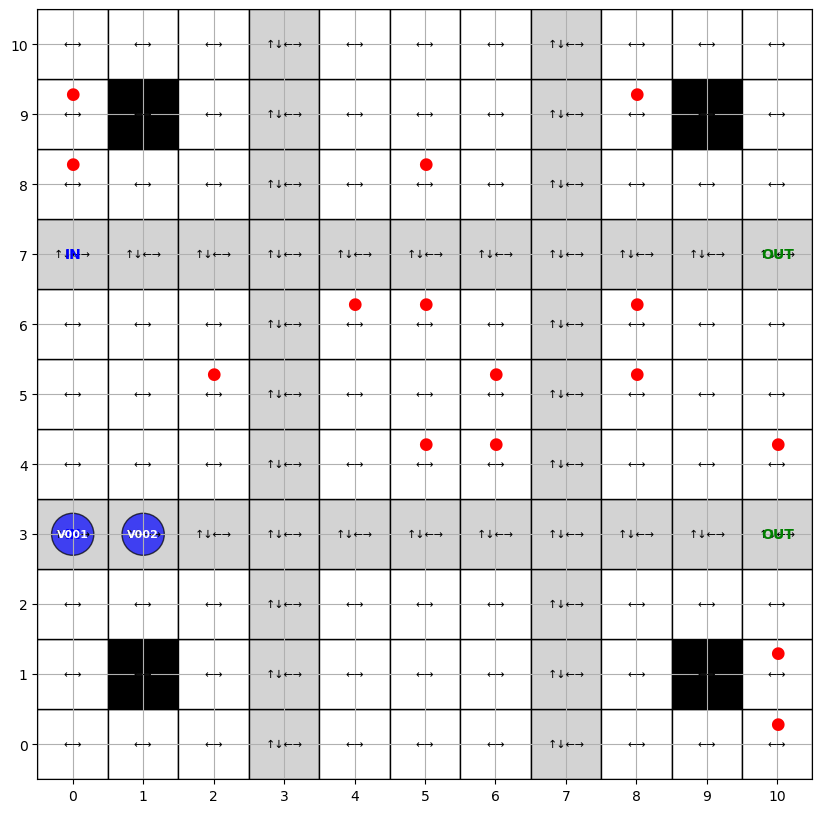 10 ←→ ←→ ←→ ↑↓←→ ←→ ←→ ←→ ↑↓←→ ←→ ←→ ←→
9 ←→ ←→ ↑↓←→ ←→ ←→ ←→ ↑↓←→ ←→ ←→
8 ←→ ←→ ←→ ↑↓←→ ←→ ←→ ←→ ↑↓←→ ←→ ←→ ←→
7 IN ↑↓←→ ↑↓←→ ↑↓←→ ↑↓←→ ↑↓←→ ↑↓←→ ↑↓←→ ↑↓←→ ↑↓←→ OUT
6 ←→ ←→ ←→ ↑↓←→ ←→ ←→ ←→ ↑↓←→ ←→ ←→ ←→
5 ←→ ←→ ←→ ↑↓←→ ←→ ←→ ←→ ↑↓←→ ←→ ←→ ←→
4 ←→ ←→ ←→ ↑↓←→ ←→ ←→ ←→ ↑↓←→ ←→ ←→ ←→
3 V001 V002 ↑↓←→ ↑↓←→ ↑↓←→ ↑↓←→ ↑↓←→ ↑↓←→ ↑↓←→ ↑↓←→ OUT
2 ←→ ←→ ←→ ↑↓←→ ←→ ←→ ←→ ↑↓←→ ←→ ←→ ←→
1 ←→ ←→ ↑↓←→ ←→ ←→ ←→ ↑↓←→ ←→ ←→
0 ←→ ←→ ←→ ↑↓←→ ←→ ←→ ←→ ↑↓←→ ←→ ←→ ←→
0 1 2 3 4 5 6 7 8 9 10